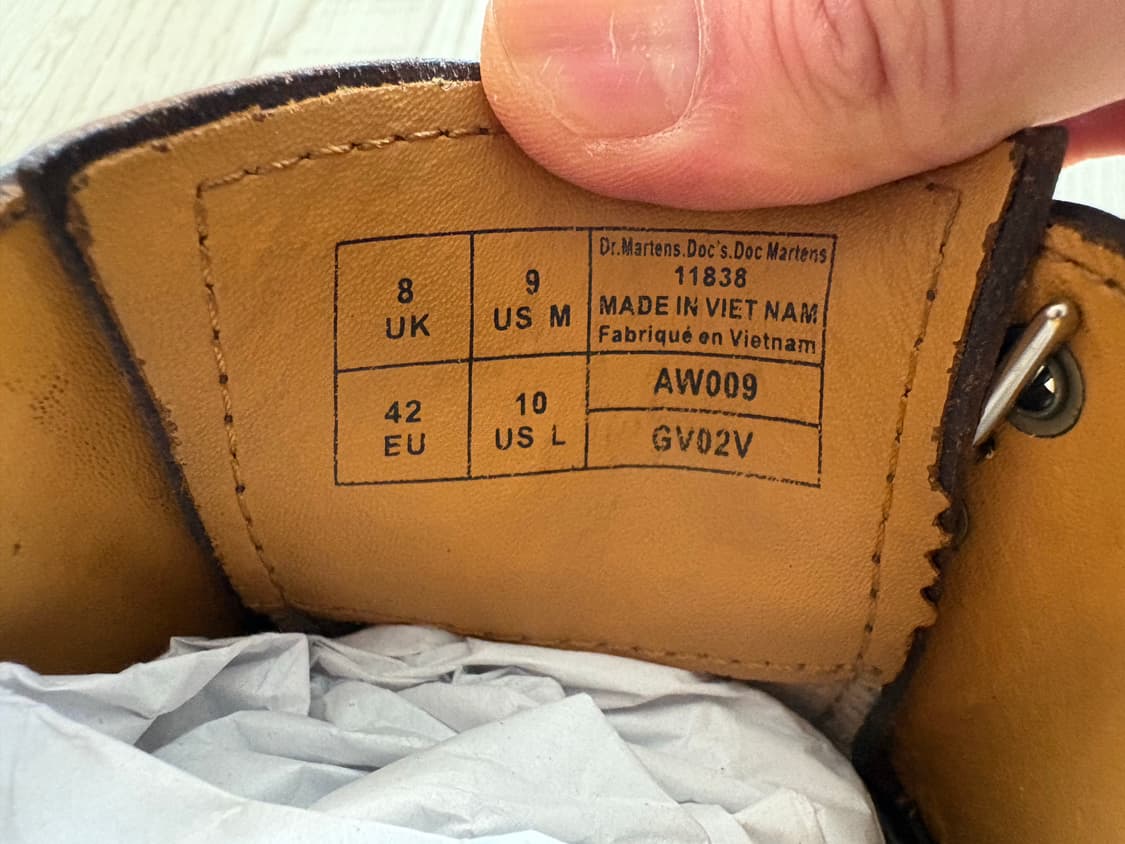 8
UK
9
US M
Dr.Martens.Doc's.Doc Martens
11838
MADE IN VIET NAM
Fabriqué en Vietnam
42
EU
10
US L
AW009
GV02V